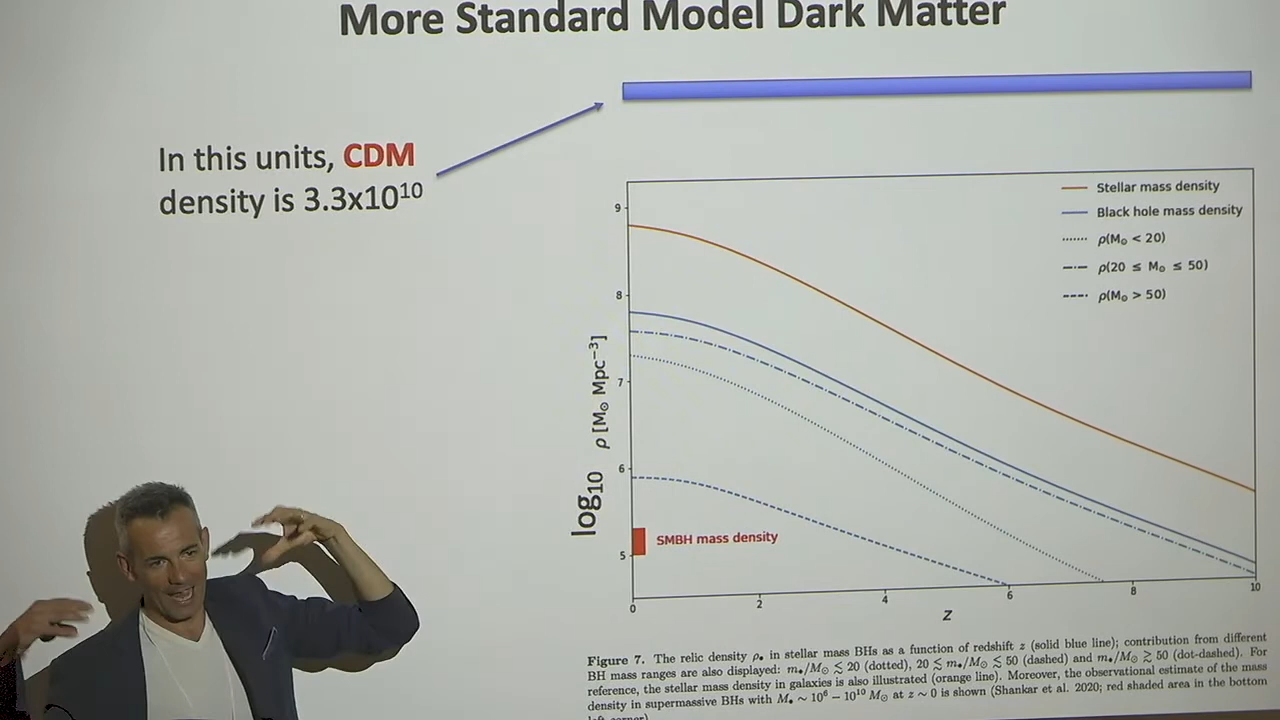 More Standard Model Dark Matter
In this units, CDM
density is 3.3x10¹⁰
Stellar mass density
Black hole mass density
ρ(M⊙ < 20)
ρ(20 ≤ M⊙ ≤ 50)
ρ(M⊙ > 50)
9
8
7
6
5
log₁₀ ρ [M⊙ Mpc⁻³]
SMBH mass density
0
2
4
6
8
10
z
Figure 7. The relic density ρ• in stellar mass BHs as a function of redshift z (solid blue line); contribution from different
BH mass ranges are also displayed: m•/M⊙ ≲ 20 (dotted), 20 ≲ m•/M⊙ ≲ 50 (dashed) and m•/M⊙ ≳ 50 (dot-dashed). For
reference, the stellar mass density in galaxies is also illustrated (orange line). Moreover, the observational estimate of the mass
density in supermassive BHs with M• ∼ 10⁶ − 10¹⁰ M⊙ at z ∼ 0 is shown (Shankar et al. 2020; red shaded area in the bottom
left corner)